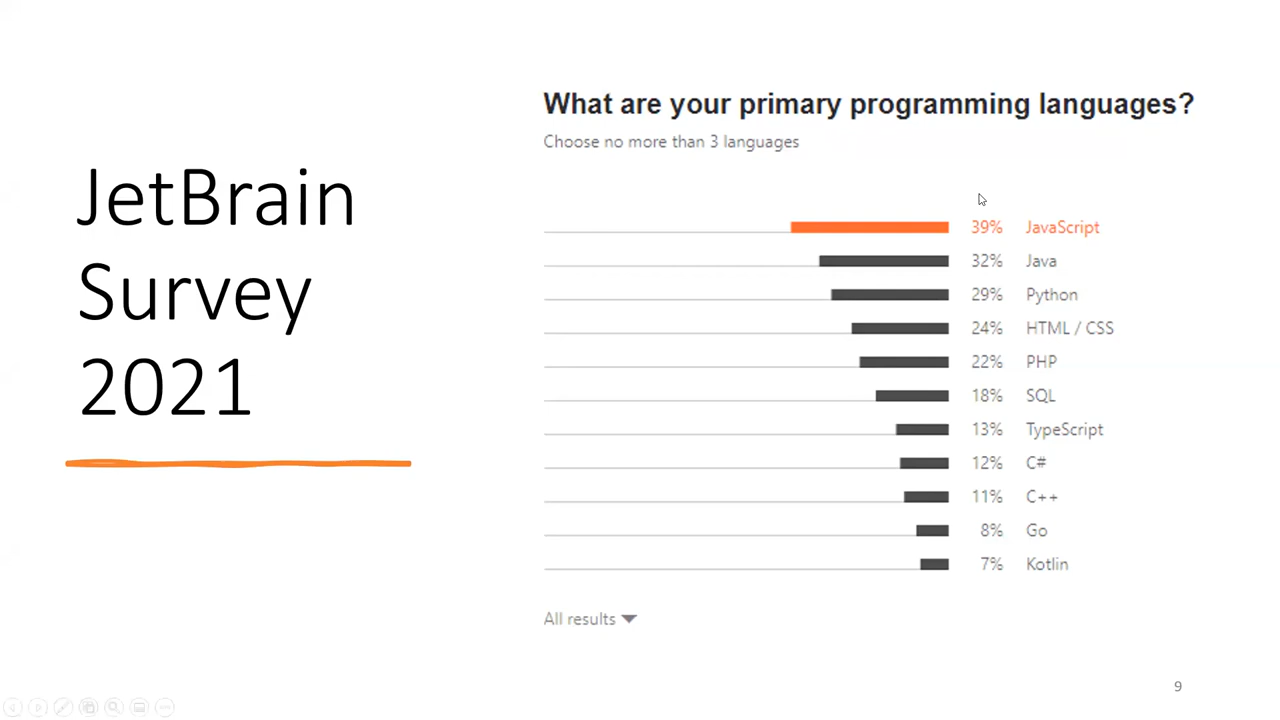 JetBrain
Survey
2021
What are your primary programming languages?
Choose no more than 3 languages
39% JavaScript
32% Java
29% Python
24% HTML / CSS
22% PHP
18% SQL
13% TypeScript
12% C#
11% C++
8% Go
7% Kotlin
All results
9